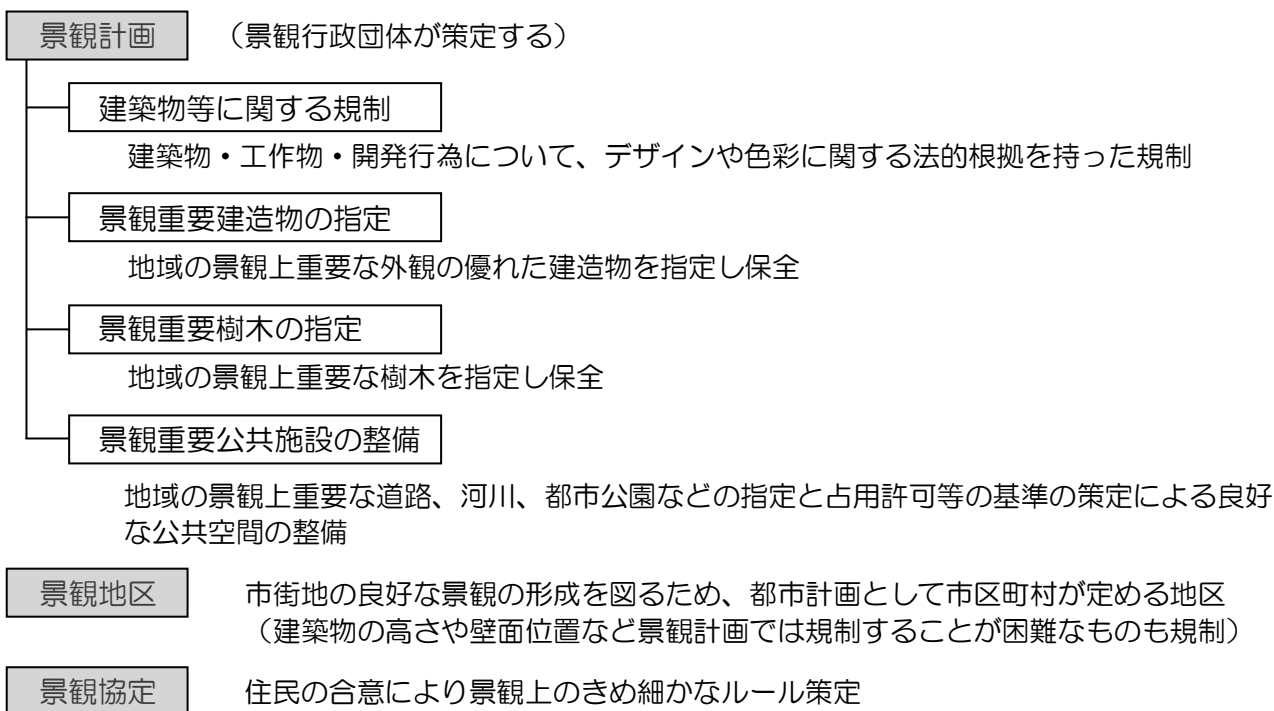 景観計画 （景観行政団体が策定する）
建築物等に関する規制
建築物・工作物・開発行為について、デザインや色彩に関する法的根拠を持った規制
景観重要建造物の指定
地域の景観上重要な外観の優れた建造物を指定し保全
景観重要樹木の指定
地域の景観上重要な樹木を指定し保全
景観重要公共施設の整備
地域の景観上重要な道路、河川、都市公園などの指定と占用許可等の基準の策定による良好
な公共空間の整備
景観地区 市街地の良好な景観の形成を図るため、都市計画として市区町村が定める地区
（建築物の高さや壁面位置など景観計画では規制することが困難なものも規制）
景観協定 住民の合意により景観上のきめ細かなルール策定